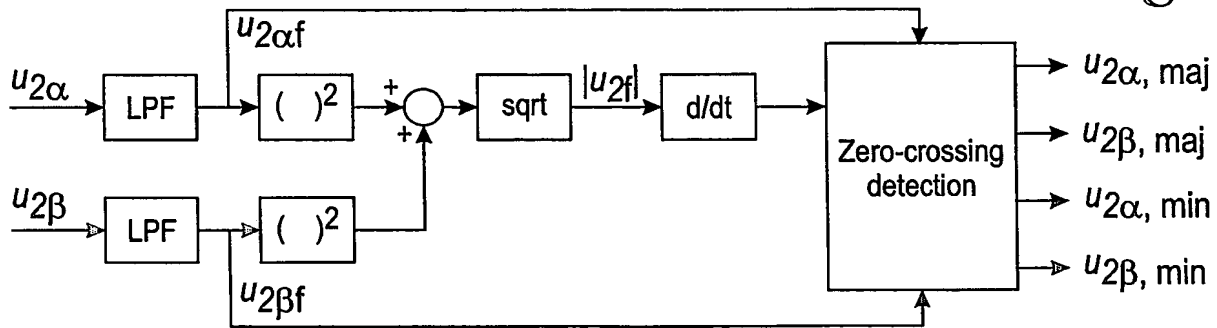 u2αf
u2α
LPF
( )²
+
+
sqrt
|u2f|
d/dt
Zero-crossing
detection
u2α, maj
u2β, maj
u2α, min
u2β, min
u2β
LPF
( )²
u2βf